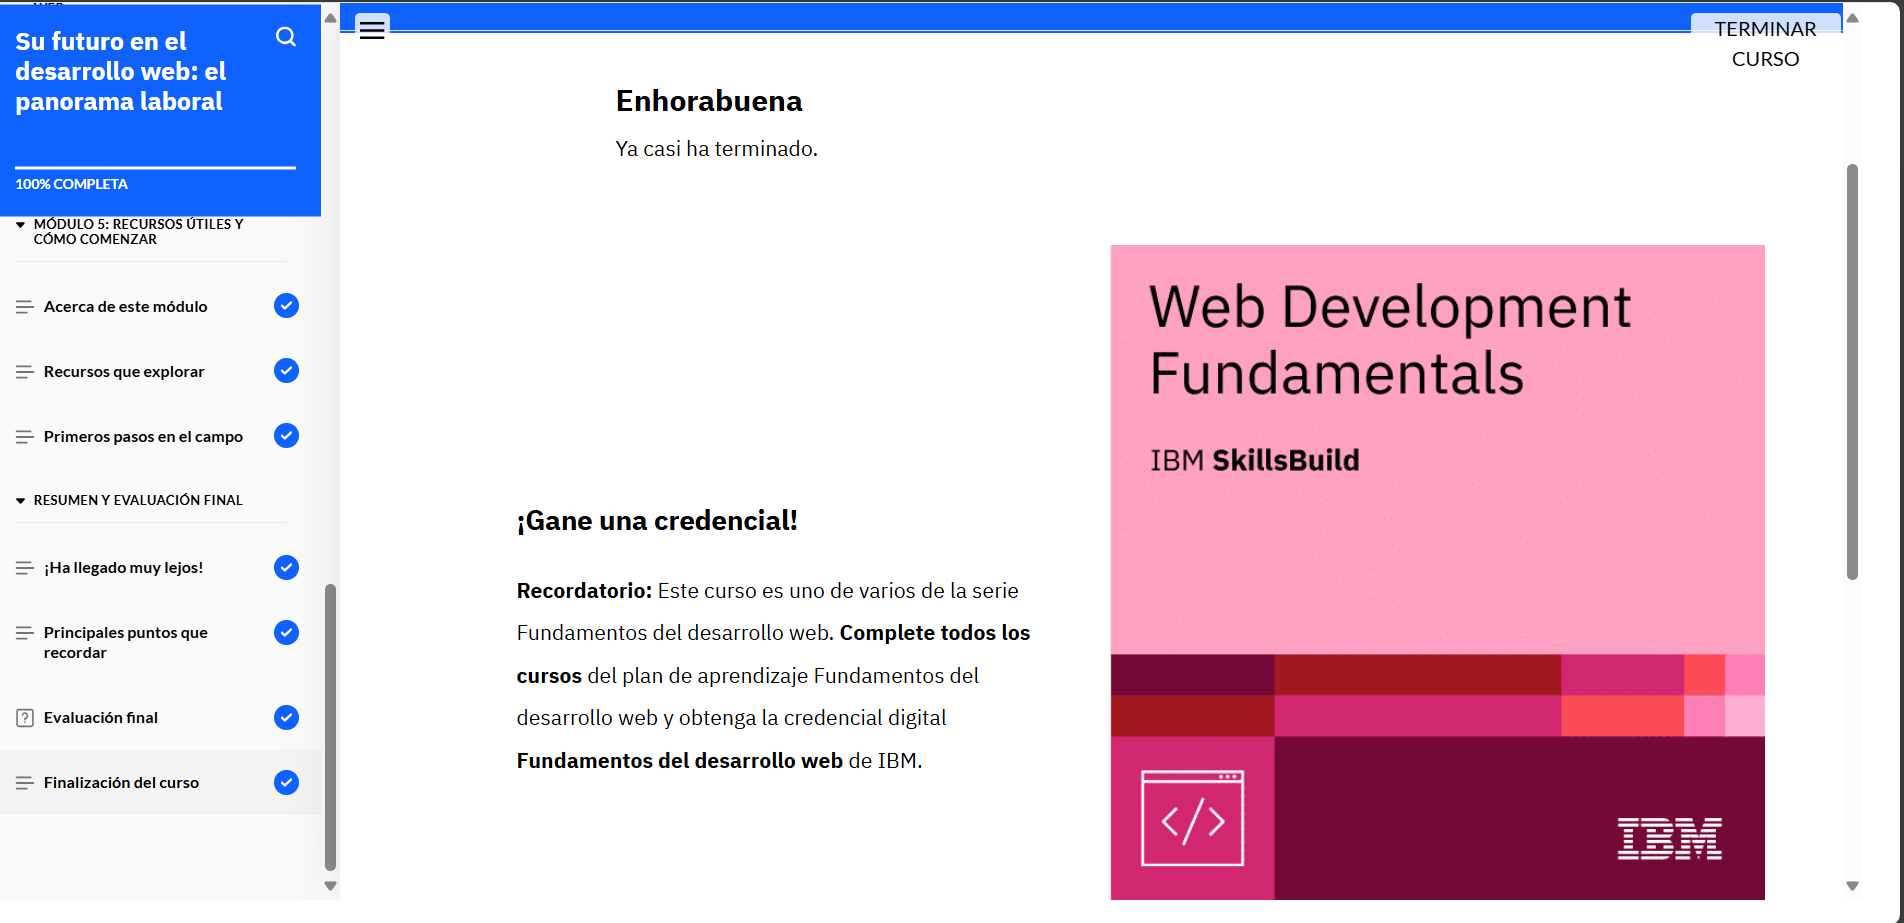 Su futuro en el
desarrollo web: el
panorama laboral
100% COMPLETA
MÓDULO 5: RECURSOS ÚTILES Y
CÓMO COMENZAR
Acerca de este módulo
Recursos que explorar
Primeros pasos en el campo
RESUMEN Y EVALUACIÓN FINAL
¡Ha llegado muy lejos!
Principales puntos que
recordar
Evaluación final
Finalización del curso
TERMINAR
CURSO
Enhorabuena
Ya casi ha terminado.
¡Gane una credencial!
Recordatorio: Este curso es uno de varios de la serie
Fundamentos del desarrollo web. Complete todos los
cursos del plan de aprendizaje Fundamentos del
desarrollo web y obtenga la credencial digital
Fundamentos del desarrollo web de IBM.
Web Development
Fundamentals
IBM SkillsBuild
</>
IBM